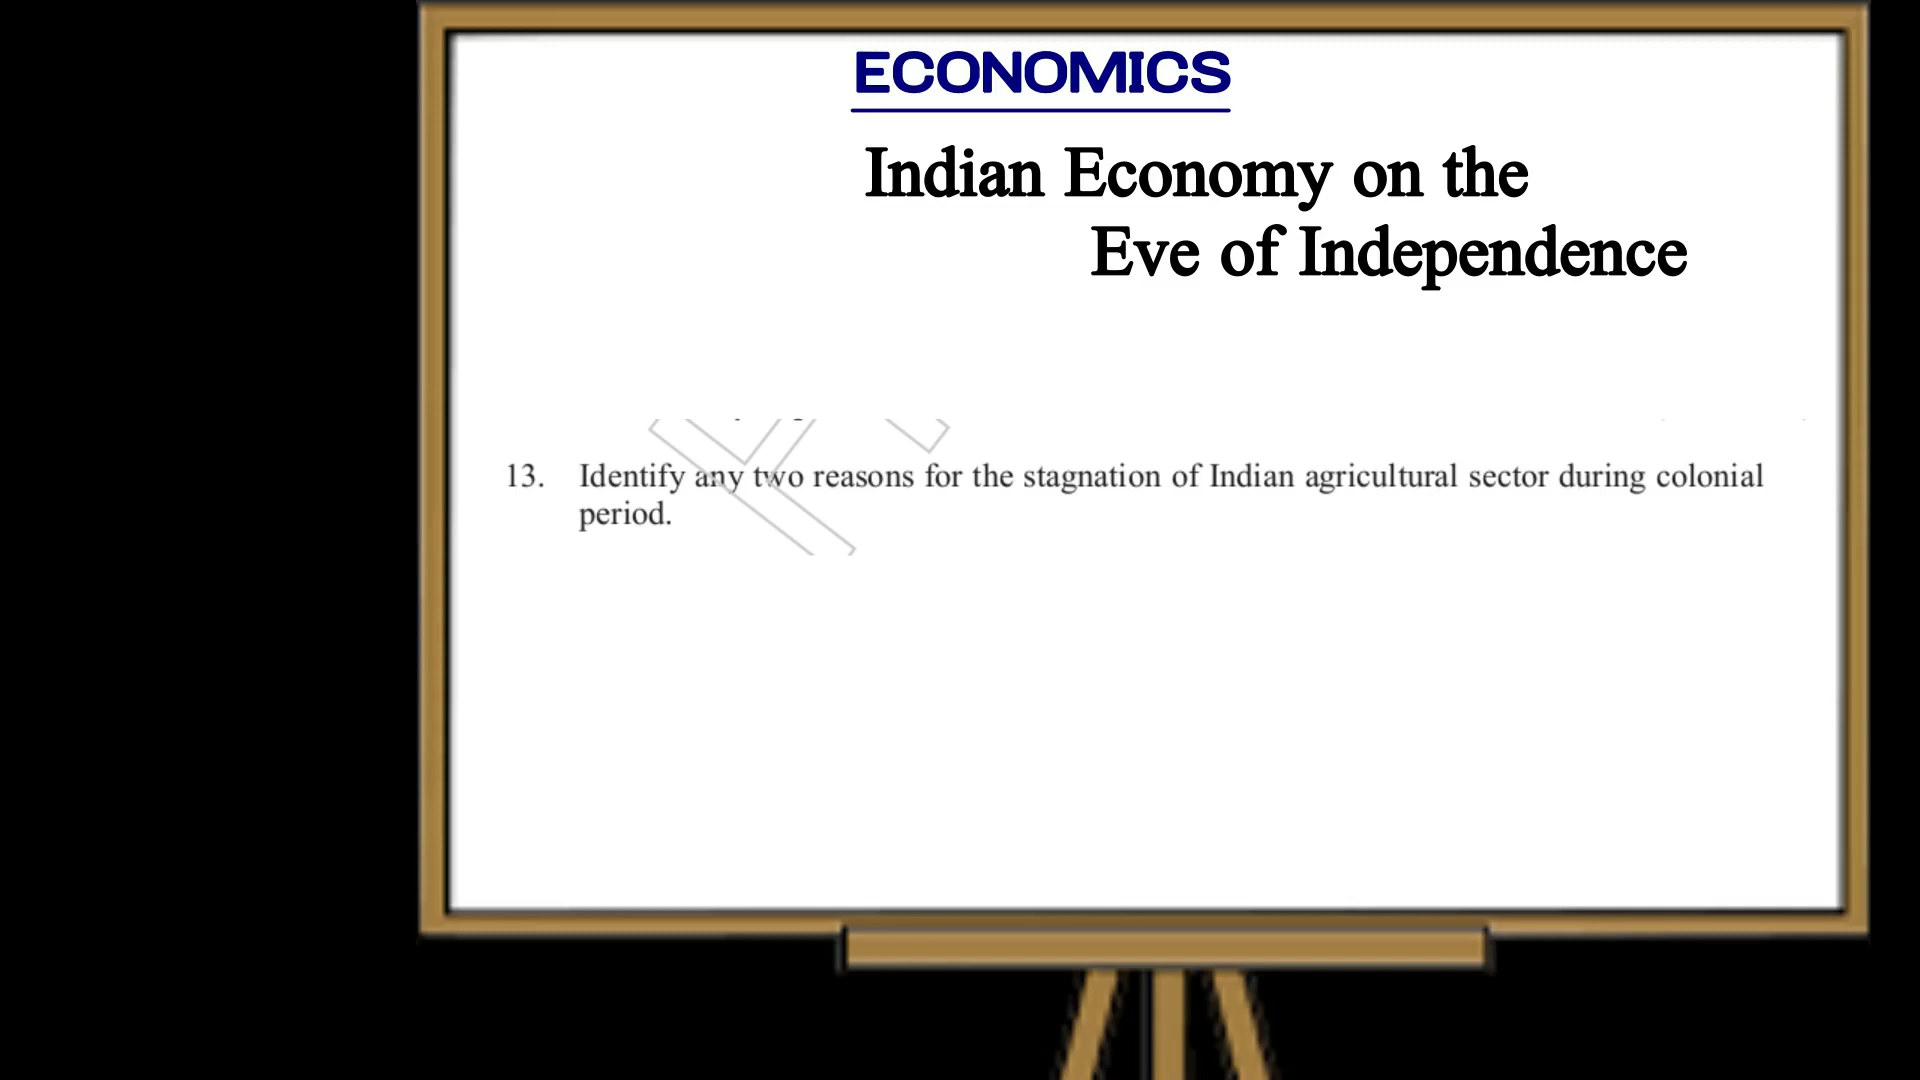 ECONOMICS
Indian Economy on the
Eve of Independence
13. Identify any two reasons for the stagnation of Indian agricultural sector during colonial
period.